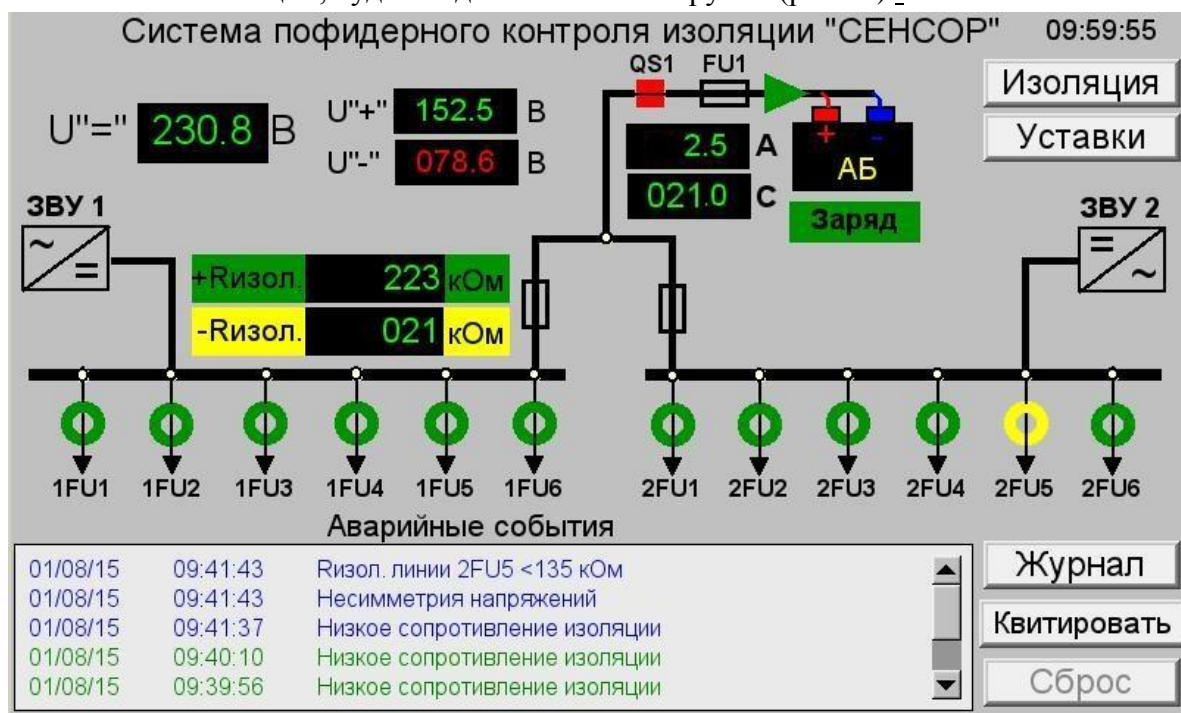 Система пофидерного контроля изоляции "СЕНСОР" 09:59:55
QS1 FU1
Изоляция
U"=" 230.8 В
U"+" 152.5 В
U"-" 078.6 В
2.5 А
021.0 С
+ -
АБ
Заряд
Уставки
ЗВУ 1
~ =
ЗВУ 2
= ~
+Rизол. 223 кОм
-Rизол. 021 кОм
1FU1 1FU2 1FU3 1FU4 1FU5 1FU6 2FU1 2FU2 2FU3 2FU4 2FU5 2FU6
Аварийные события
01/08/15 09:41:43 Rизол. линии 2FU5 <135 кОм
01/08/15 09:41:43 Несимметрия напряжений
01/08/15 09:41:37 Низкое сопротивление изоляции
01/08/15 09:40:10 Низкое сопротивление изоляции
01/08/15 09:39:56 Низкое сопротивление изоляции
Журнал
Квитировать
Сброс